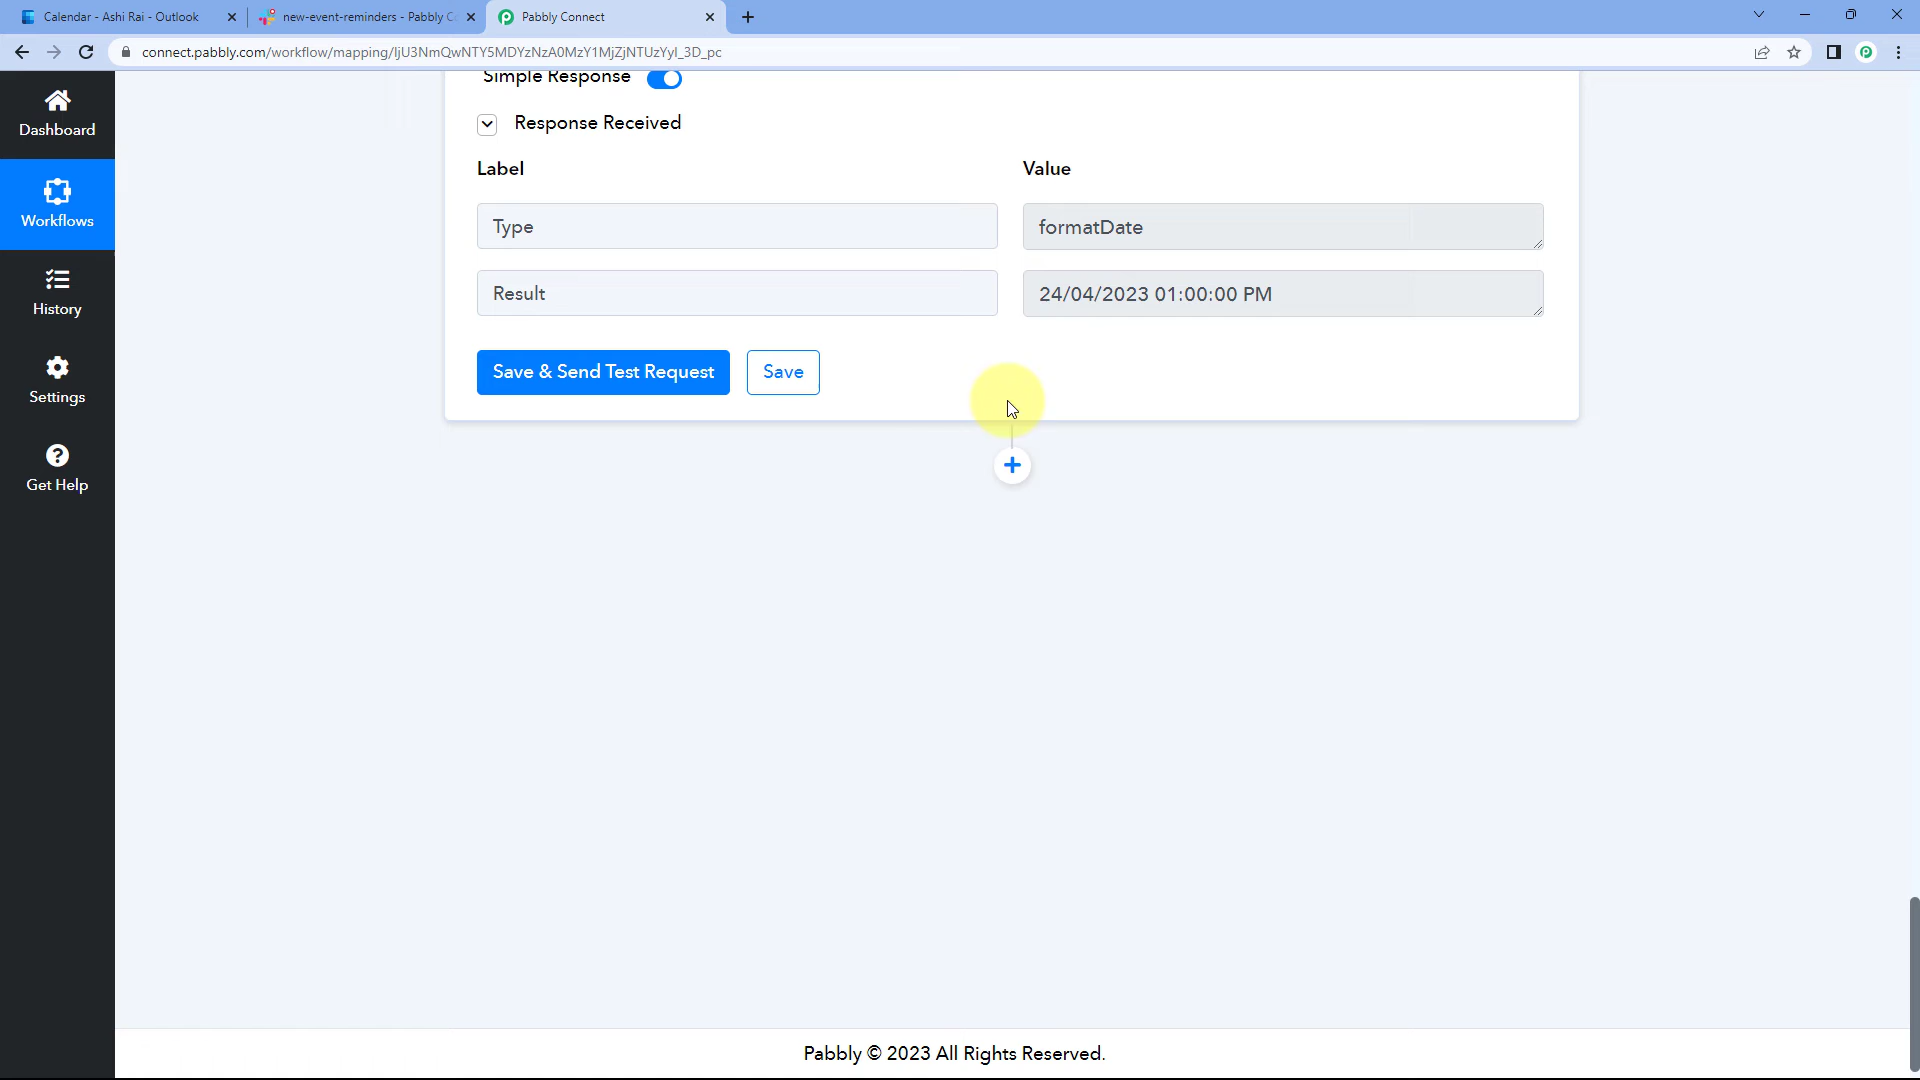 Calendar - Ashi Rai - Outlook
new-event-reminders - Pabbly Co
Pabbly Connect
connect.pabbly.com/workflow/mapping/IjU3NmQwNTY5MDYzNzA0MzY1MjZjNTUzYyI_3D_pc
Dashboard
Workflows
History
Settings
Get Help
Simple Response
Response Received
Label
Value
Type
formatDate
Result
24/04/2023 01:00:00 PM
Save & Send Test Request
Save
Pabbly © 2023 All Rights Reserved.